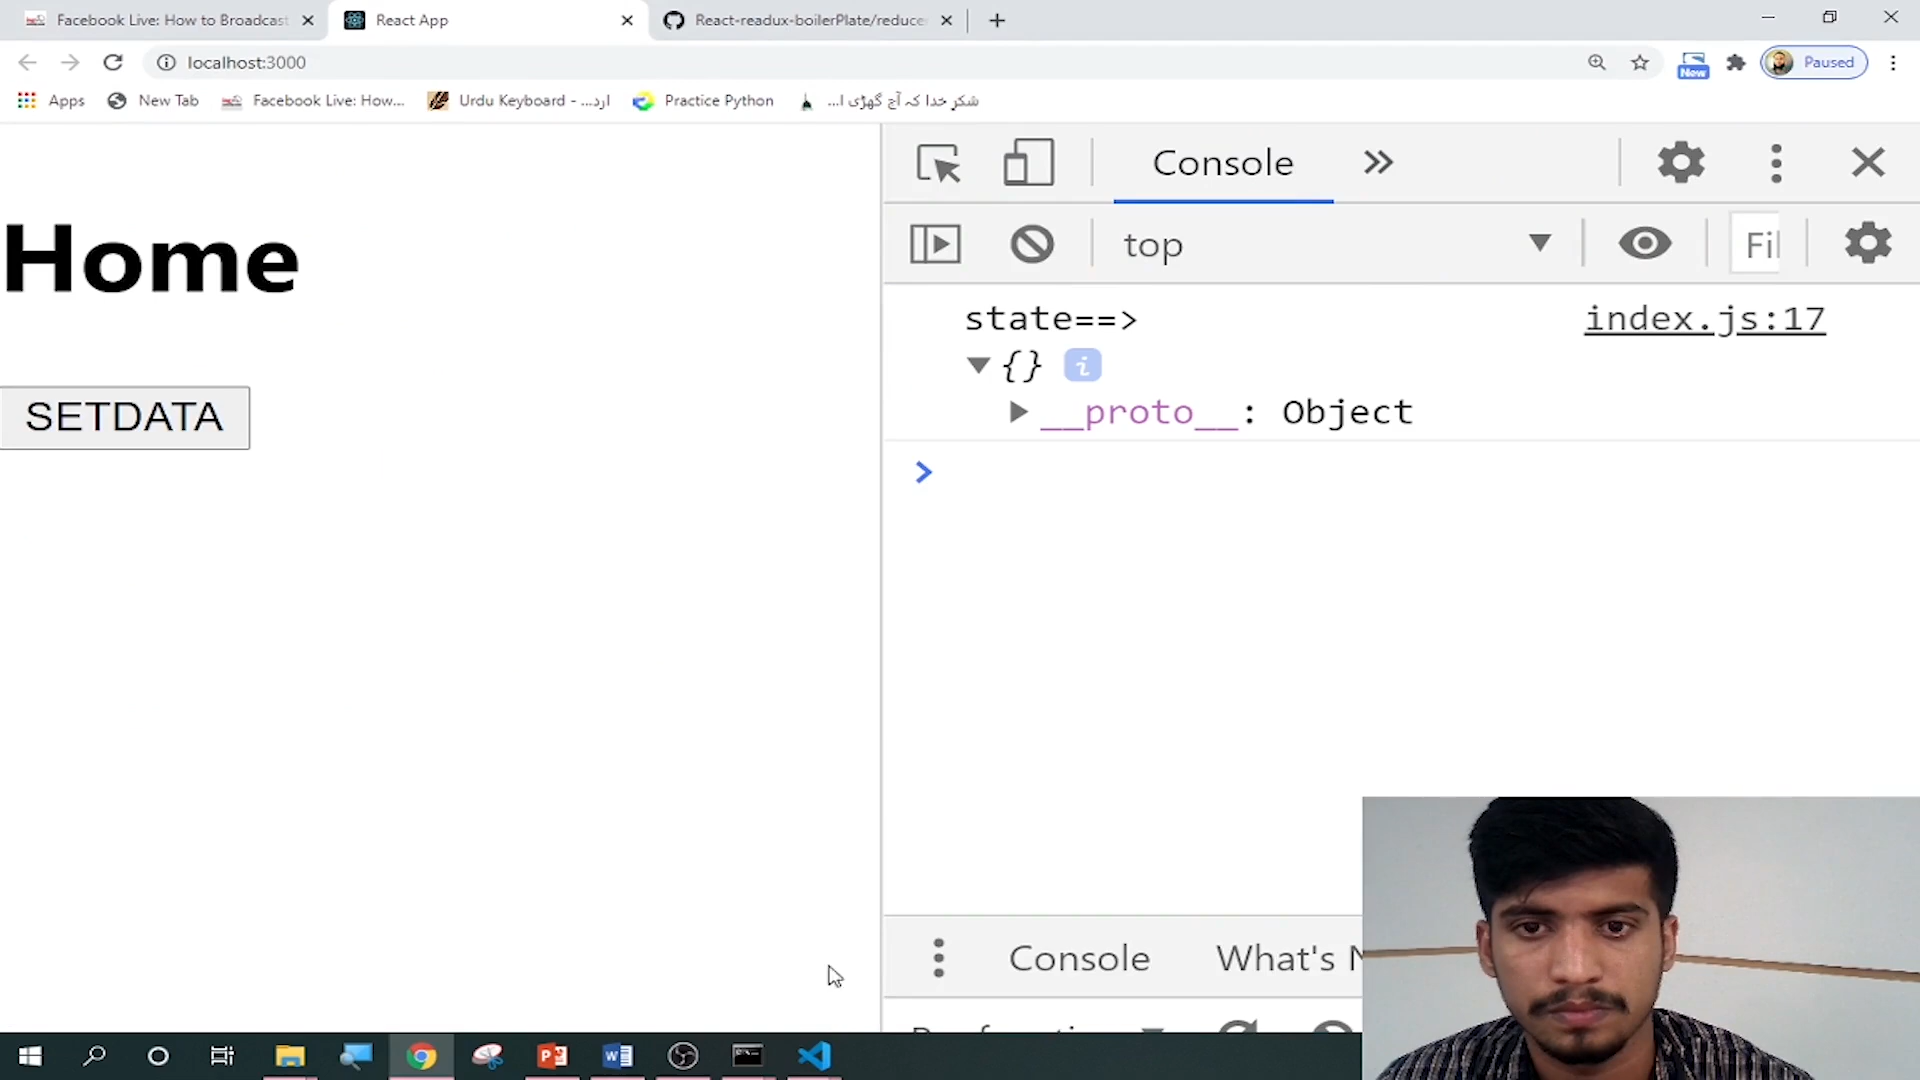 Facebook Live: How to Broadcast
React App
React-readux-boilerPlate/reduce
localhost:3000
New
Paused
Apps
New Tab
Facebook Live: How...
Urdu Keyboard - ...اردو
Practice Python
شکرِ خدا کہ آج گھڑی ا...
Console
top
Fil
Home
SETDATA
state==>
index.js:17
{} i
__proto__: Object
Console
What's N